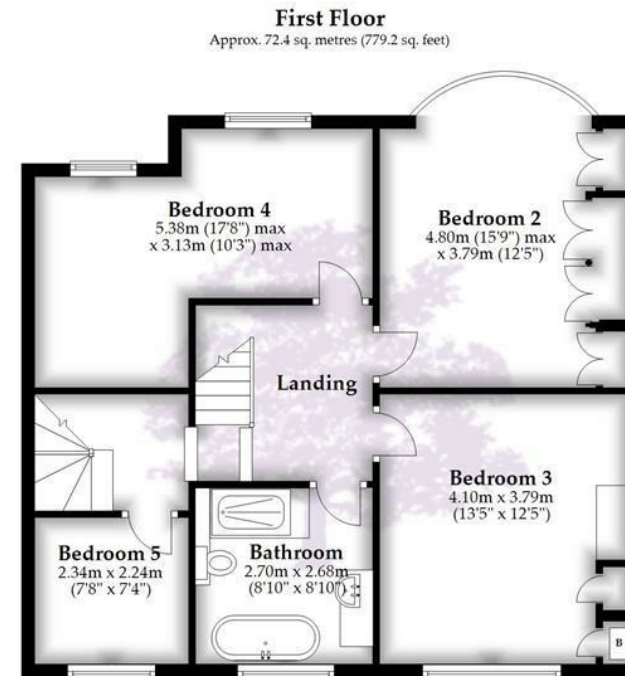 First Floor
Approx. 72.4 sq. metres (779.2 sq. feet)
Bedroom 4
5.38m (17'8") max
x 3.13m (10'3") max
Bedroom 2
4.80m (15'9") max
x 3.79m (12'5")
Landing
Bedroom 3
4.10m x 3.79m
(13'5" x 12'5")
Bedroom 5
2.34m x 2.24m
(7'8" x 7'4")
Bathroom
2.70m x 2.68m
(8'10" x 8'10")
B